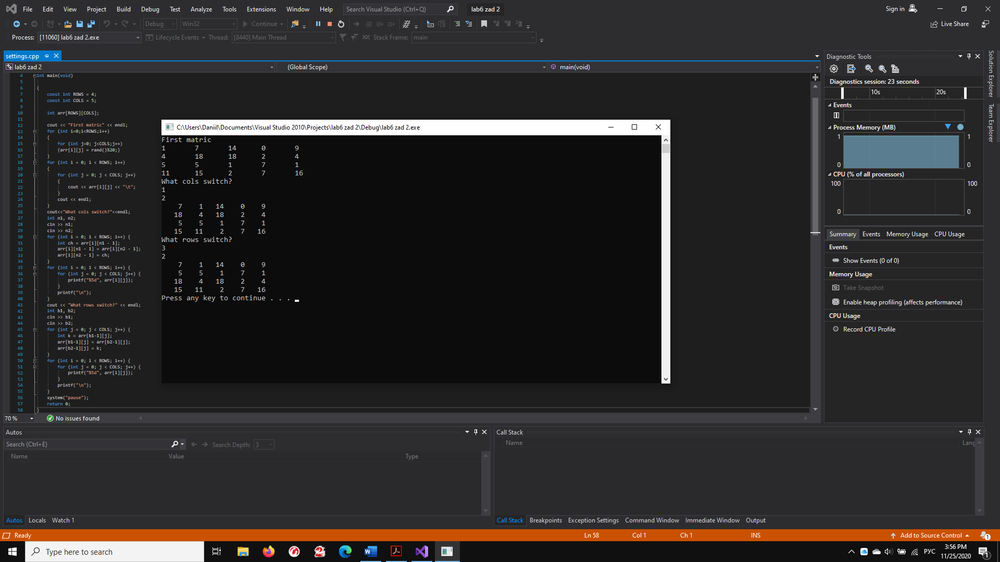 File Edit View Project Build Debug Test Analyze Tools Extensions Window Help Search Visual Studio (Ctrl+Q) lab6 zad 2 Sign in
Debug Win32 Continue Live Share
Process: [11060] lab6 zad 2.exe Lifecycle Events Thread: [8440] Main Thread Stack Frame: main
settings.cpp
lab6 zad 2 (Global Scope) main(void)
4 int main(void)
5
6 {
7 const int ROWS = 4;
8 const int COLS = 5;
9
10 int arr[ROWS][COLS];
11
12 cout << "First matric" << endl;
13 for (int i=0;i<ROWS;i++)
14 {
15 for (int j=0; j<COLS;j++)
16 {arr[i][j] = rand()%20;}
17 }
18 for (int i = 0; i < ROWS; i++)
19 {
20 for (int j = 0; j < COLS; j++)
21 {
22 cout << arr[i][j] << "\t";
23 }
24 cout << endl;
25 }
26 cout<<"What cols switch?"<<endl;
27 int n1, n2;
28 cin >> n1;
29 cin >> n2;
30 for (int i = 0; i < ROWS; i++) {
31 int ch = arr[i][n1 - 1];
32 arr[i][n1 - 1] = arr[i][n2 - 1];
33 arr[i][n2 - 1] = ch;
34 }
35 for (int i = 0; i < ROWS; i++) {
36 for (int j = 0; j < COLS; j++) {
37 printf("%5d", arr[i][j]);
38 }
39 printf("\n");
40 }
41 cout << "What rows switch?" << endl;
42 int b1, b2;
43 cin >> b1;
44 cin >> b2;
45 for (int j = 0; j < COLS; j++) {
46 int k = arr[b1-1][j];
47 arr[b1-1][j] = arr[b2-1][j];
48 arr[b2-1][j] = k;
49 }
50 for (int i = 0; i < ROWS; i++) {
51 for (int j = 0; j < COLS; j++) {
52 printf("%5d", arr[i][j]);
53 }
54 printf("\n");
55 }
56 system("pause");
57 return 0;
58 }
70 % No issues found
C:\Users\Daniil\Documents\Visual Studio 2010\Projects\lab6 zad 2\Debug\lab6 zad 2.exe
First matric
1 7 14 0 9
4 18 18 2 4
5 5 1 7 1
11 15 2 7 16
What cols switch?
1
2
7 1 14 0 9
18 4 18 2 4
5 5 1 7 1
15 11 2 7 16
What rows switch?
3
2
7 1 14 0 9
5 5 1 7 1
18 4 18 2 4
15 11 2 7 16
Press any key to continue . . .
Diagnostic Tools
Diagnostics session: 23 seconds
10s 20s
Events
Process Memory (MB)
1 1
0 0
CPU (% of all processors)
100 100
0 0
Summary Events Memory Usage CPU Usage
Events
Show Events (0 of 0)
Memory Usage
Take Snapshot
Enable heap profiling (affects performance)
CPU Usage
Record CPU Profile
Solution Explorer
Team Explorer
Autos
Search (Ctrl+E) Search Depth: 3
Name Value Type
Autos Locals Watch 1
Call Stack
Name Lang
Call Stack Breakpoints Exception Settings Command Window Immediate Window Output
Ready Ln 58 Col 1 Ch 1 INS Add to Source Control 1
Type here to search
РУС
3:56 PM
11/25/2020
1